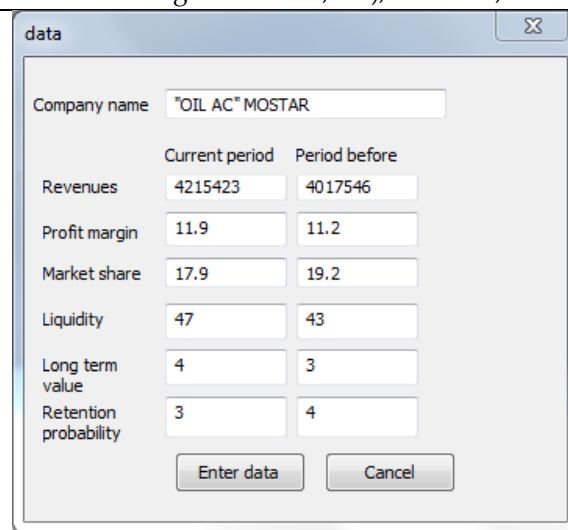 data
Company name "OIL AC" MOSTAR
Current period Period before
Revenues 4215423 4017546
Profit margin 11.9 11.2
Market share 17.9 19.2
Liquidity 47 43
Long term value 4 3
Retention probability 3 4
Enter data Cancel